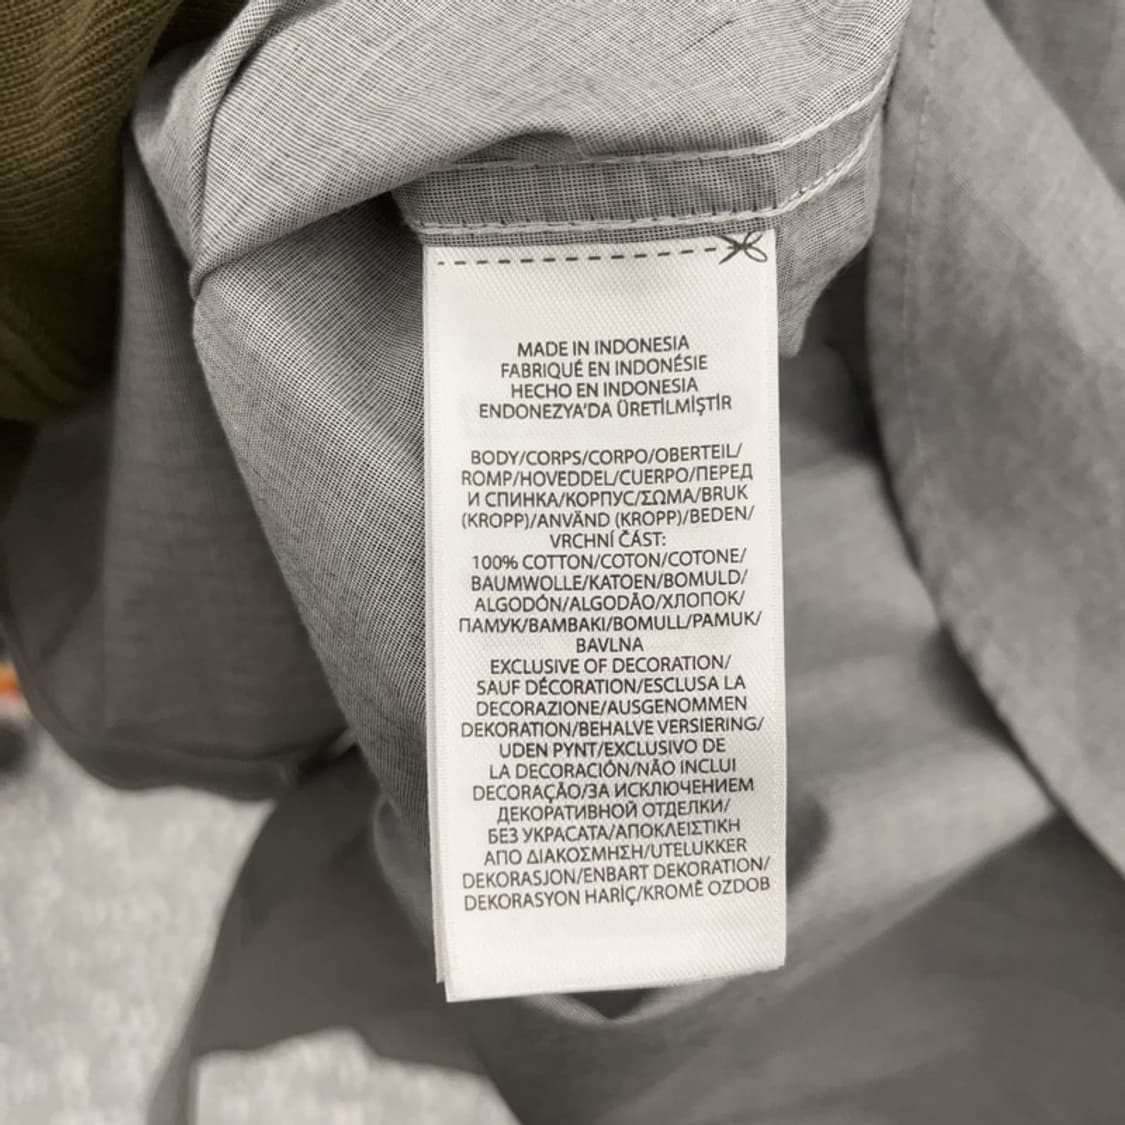 MADE IN INDONESIA
FABRIQUÉ EN INDONÉSIE
HECHO EN INDONESIA
ENDONEZYA'DA ÜRETİLMİŞTİR
BODY/CORPS/CORPO/OBERTEIL/
ROMP/HOVEDDEL/CUERPO/ПЕРЕД
И СПИНКА/КОРПУС/ΣΩΜΑ/BRUK
(KROPP)/ANVÄND (KROPP)/BEDEN/
VRCHNÍ ČÁST:
100% COTTON/COTON/COTONE/
BAUMWOLLE/KATOEN/BOMULD/
ALGODÓN/ALGODÃO/ХЛОПОК/
ПАМУК/ΒΑΜΒΑΚΙ/BOMULL/PAMUK/
BAVLNA
EXCLUSIVE OF DECORATION/
SAUF DÉCORATION/ESCLUSA LA
DECORAZIONE/AUSGENOMMEN
DEKORATION/BEHALVE VERSIERING/
UDEN PYNT/EXCLUSIVO DE
LA DECORACIÓN/NÃO INCLUI
DECORAÇÃO/ЗА ИСКЛЮЧЕНИЕМ
ДЕКОРАТИВНОЙ ОТДЕЛКИ/
БЕЗ УКРАСАТА/ΑΠΟΚΛΕΙΣΤΙΚΗ
ΑΠΟ ΔΙΑΚΟΣΜΗΣΗ/UTELUKKER
DEKORASJON/ENBART DEKORATION/
DEKORASYON HARİÇ/KROMĚ OZDOB